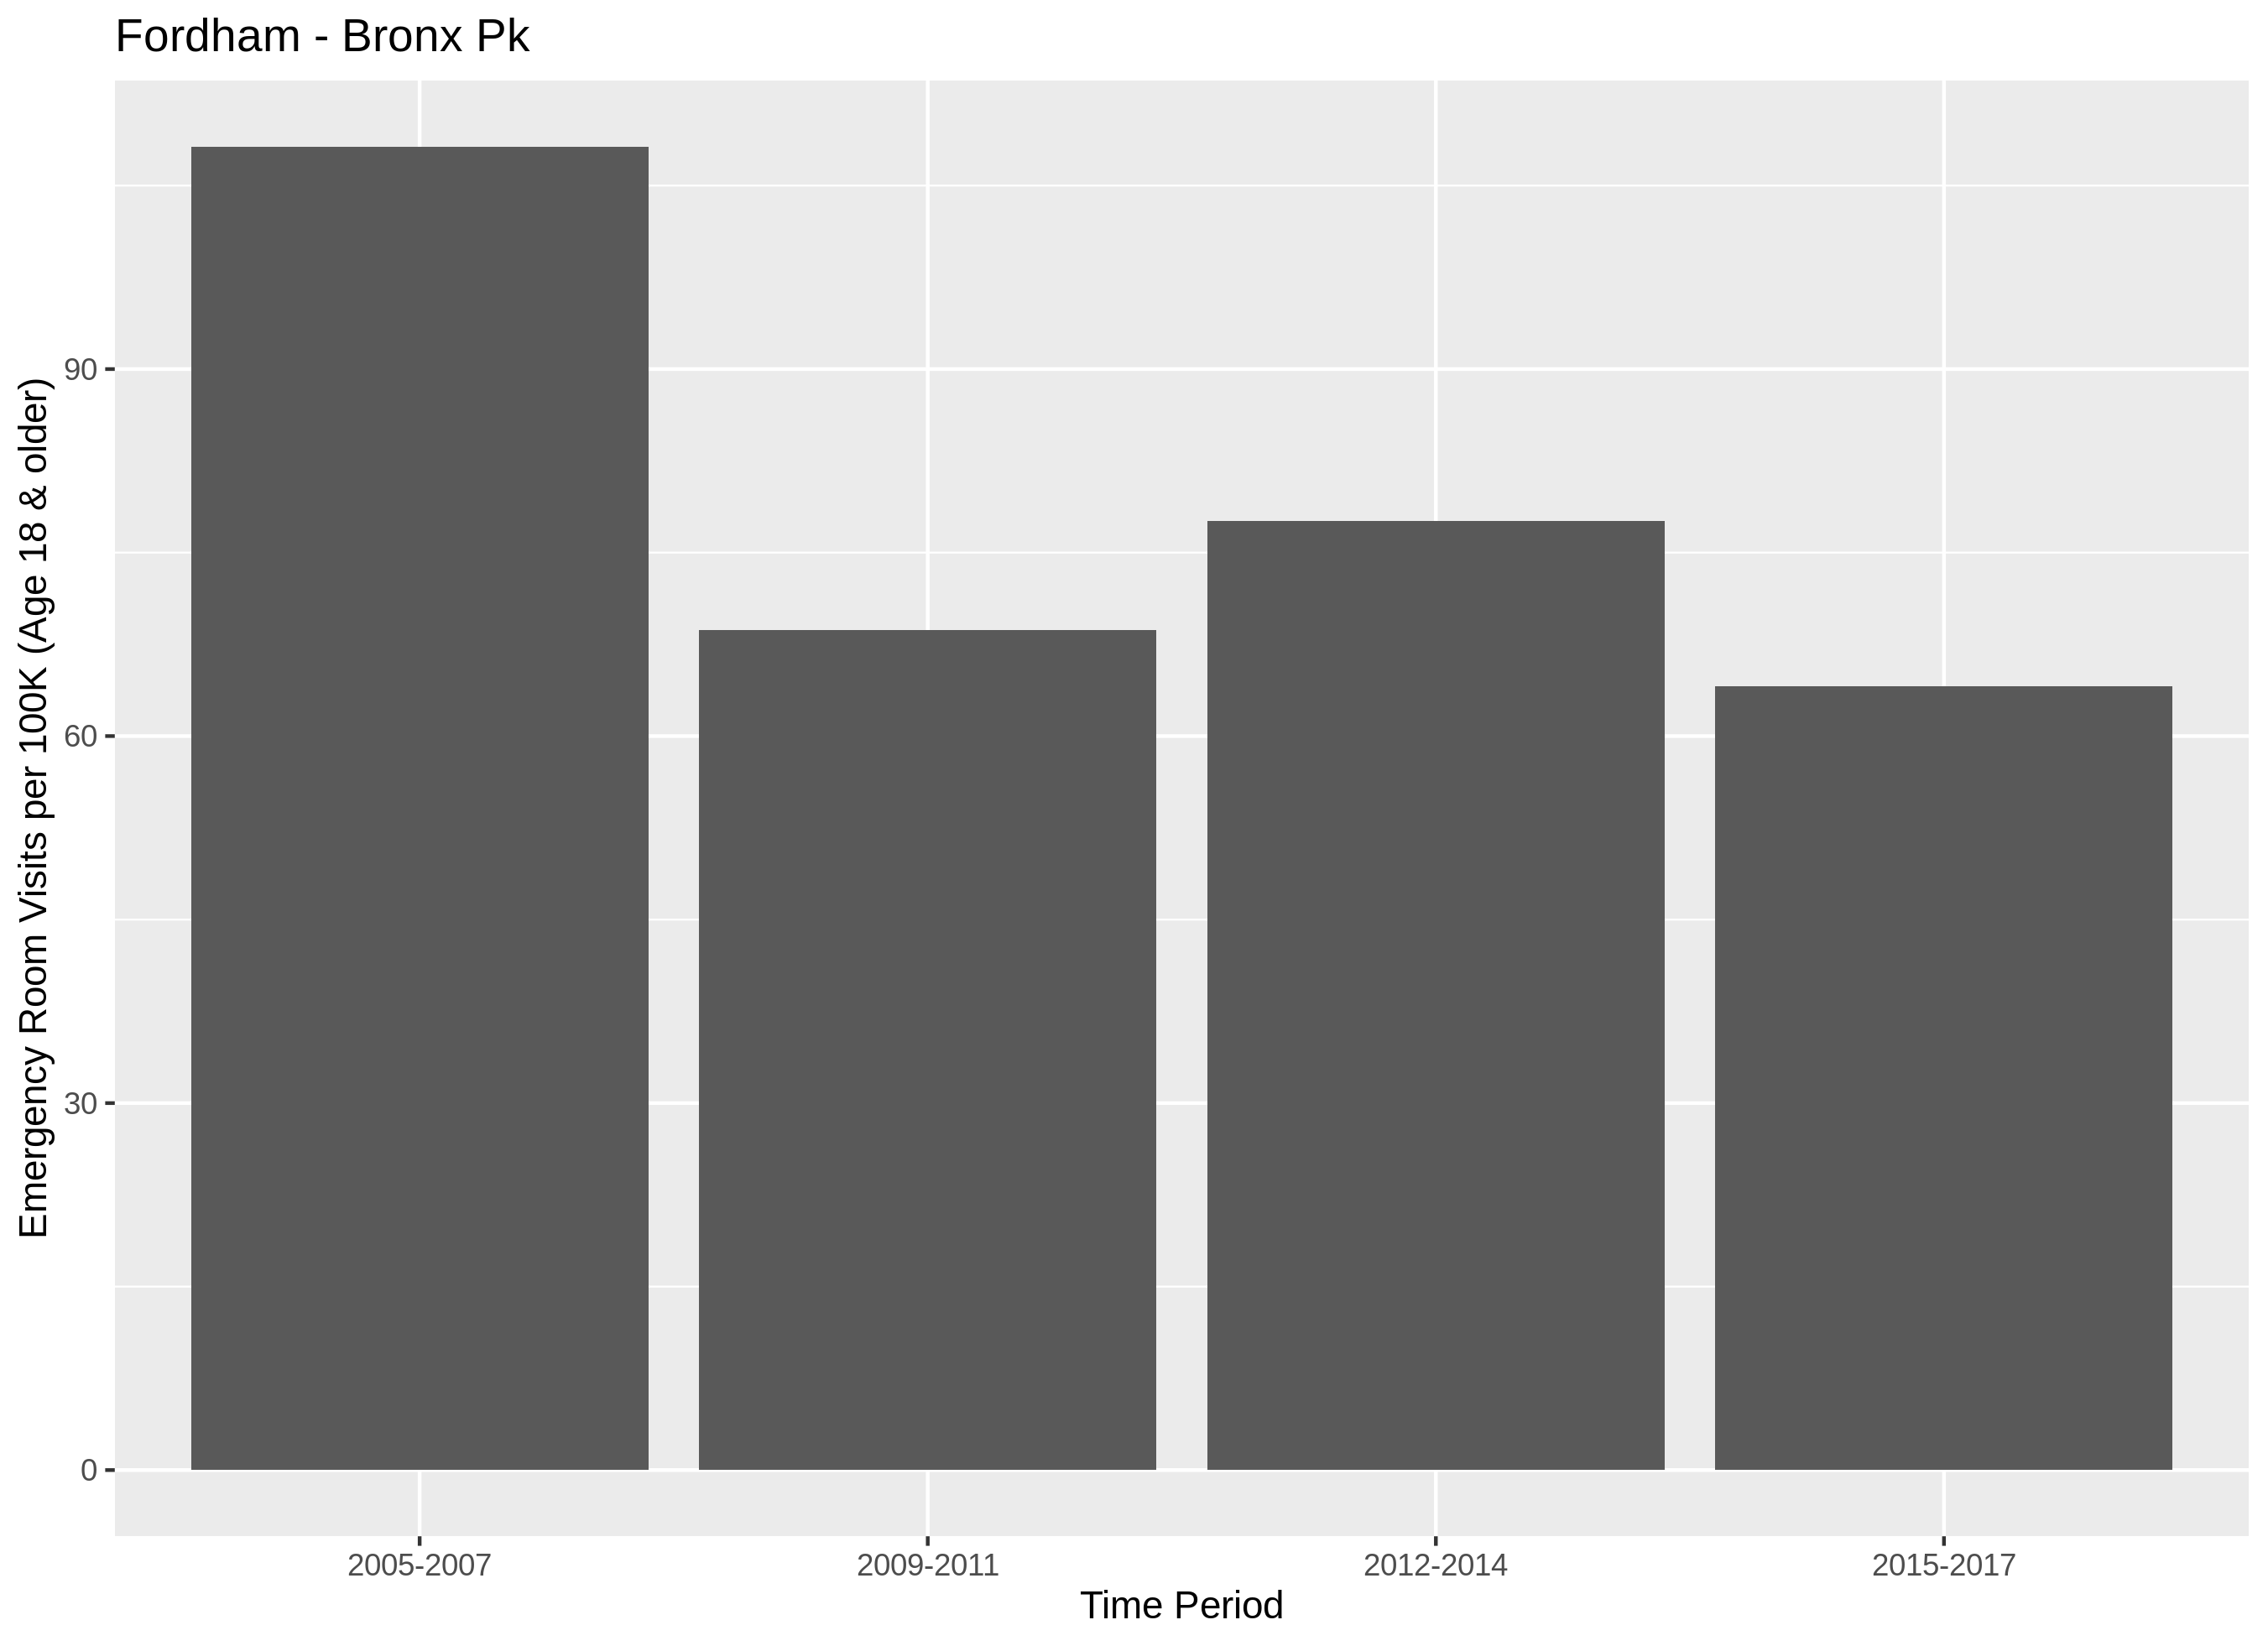 Fordham - Bronx Pk
Emergency Room Visits per 100K (Age 18 & older)
90
60
30
0
2005-2007
2009-2011
2012-2014
2015-2017
Time Period